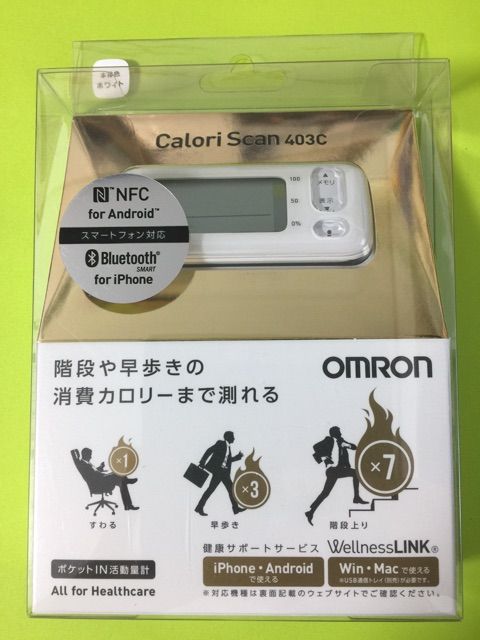 本体色
ホワイト
Calori Scan 403C
NFC
for Android™
スマートフォン対応
Bluetooth®
SMART
for iPhone
100
50
0%
▲
メモリ
表示
▼
階段や早歩きの
消費カロリーまで測れる
OMRON
×1
×3
×7
すわる
早歩き
階段上り
健康サポートサービス WellnessLINK®
ポケットIN活動量計
All for Healthcare
iPhone・Android
で使える
Win・Macで使える
※USB通信トレイ(別売)が必要です。
※対応機種は裏面記載のウェブサイトでご確認ください。